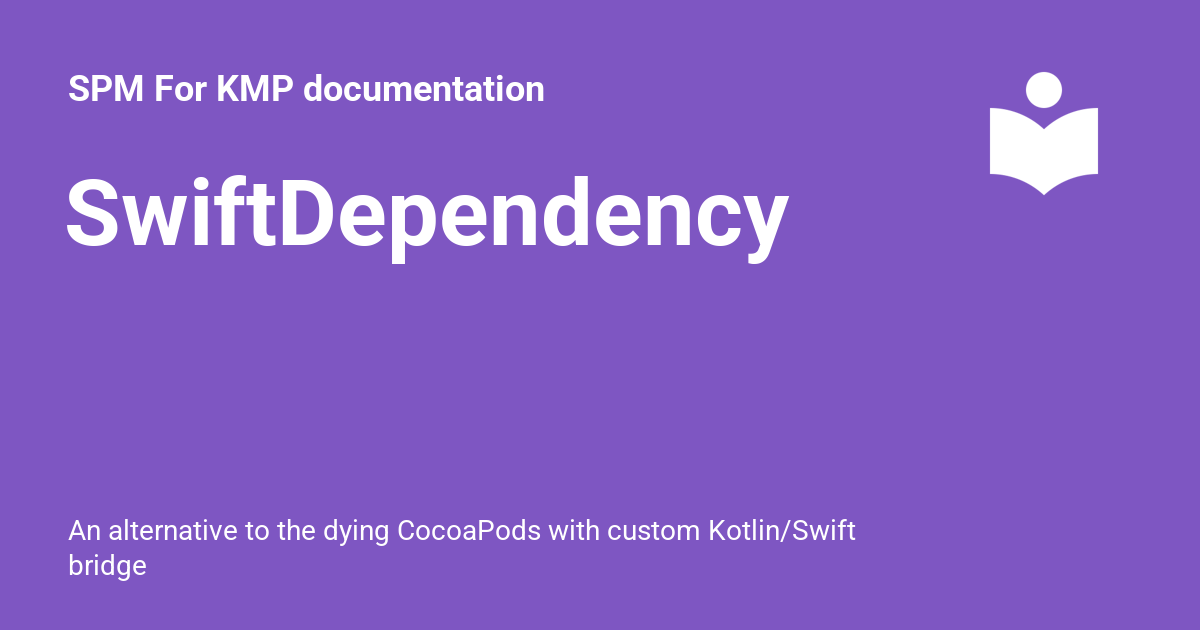 SPM For KMP documentation
SwiftDependency
An alternative to the dying CocoaPods with custom Kotlin/Swift
bridge